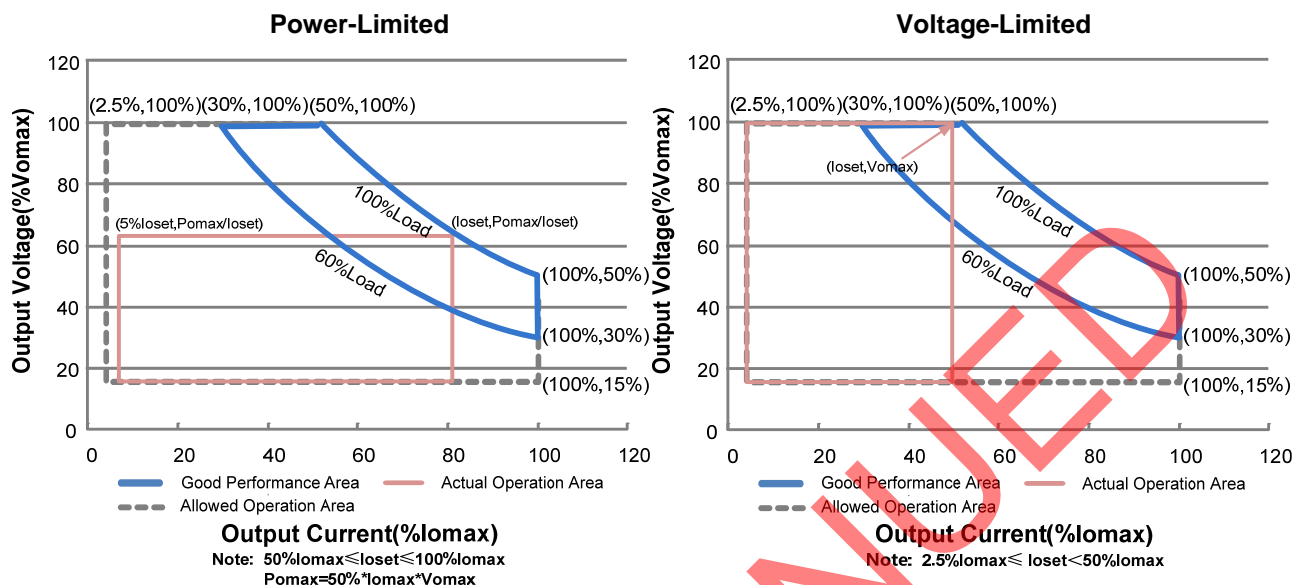 Power-Limited
Output Voltage(%Vomax)
120
100
80
60
40
20
0
(2.5%,100%)(30%,100%)(50%,100%)
100%Load
(5%Ioset,Pomax/Ioset)
(Ioset,Pomax/Ioset)
60%Load
(100%,50%)
(100%,30%)
(100%,15%)
0 20 40 60 80 100 120
Good Performance Area
Actual Operation Area
Allowed Operation Area
Output Current(%Iomax)
Note: 50%Iomax≤Ioset≤100%Iomax
Pomax=50%*Iomax*Vomax
Voltage-Limited
Output Voltage(%Vomax)
120
100
80
60
40
20
0
(2.5%,100%)
(30%,100%)
(50%,100%)
(Ioset,Vomax)
100%Load
60%Load
(100%,50%)
(100%,30%)
(100%,15%)
0 20 40 60 80 100 120
Good Performance Area
Actual Operation Area
Allowed Operation Area
Output Current(%Iomax)
Note: 2.5%Iomax≤ Ioset<50%Iomax
NUED